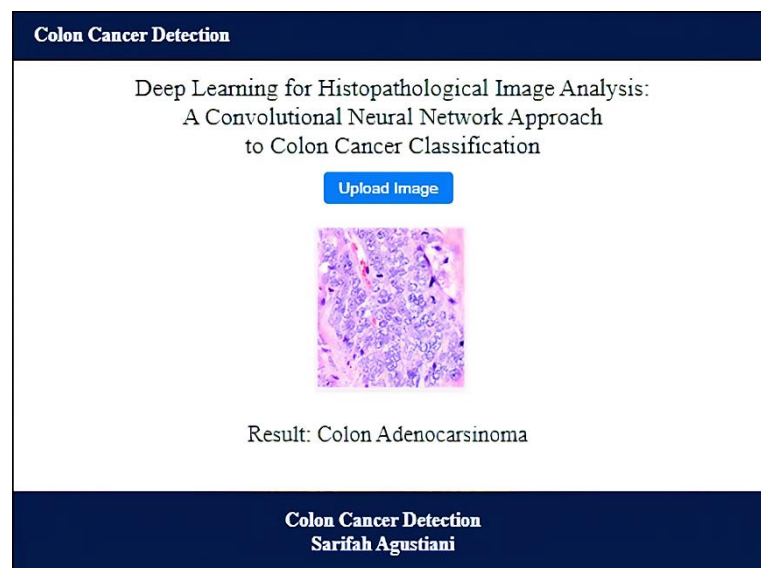 Colon Cancer Detection
Deep Learning for Histopathological Image Analysis:
A Convolutional Neural Network Approach
to Colon Cancer Classification
Upload Image
Result: Colon Adenocarsinoma
Colon Cancer Detection
Sarifah Agustiani